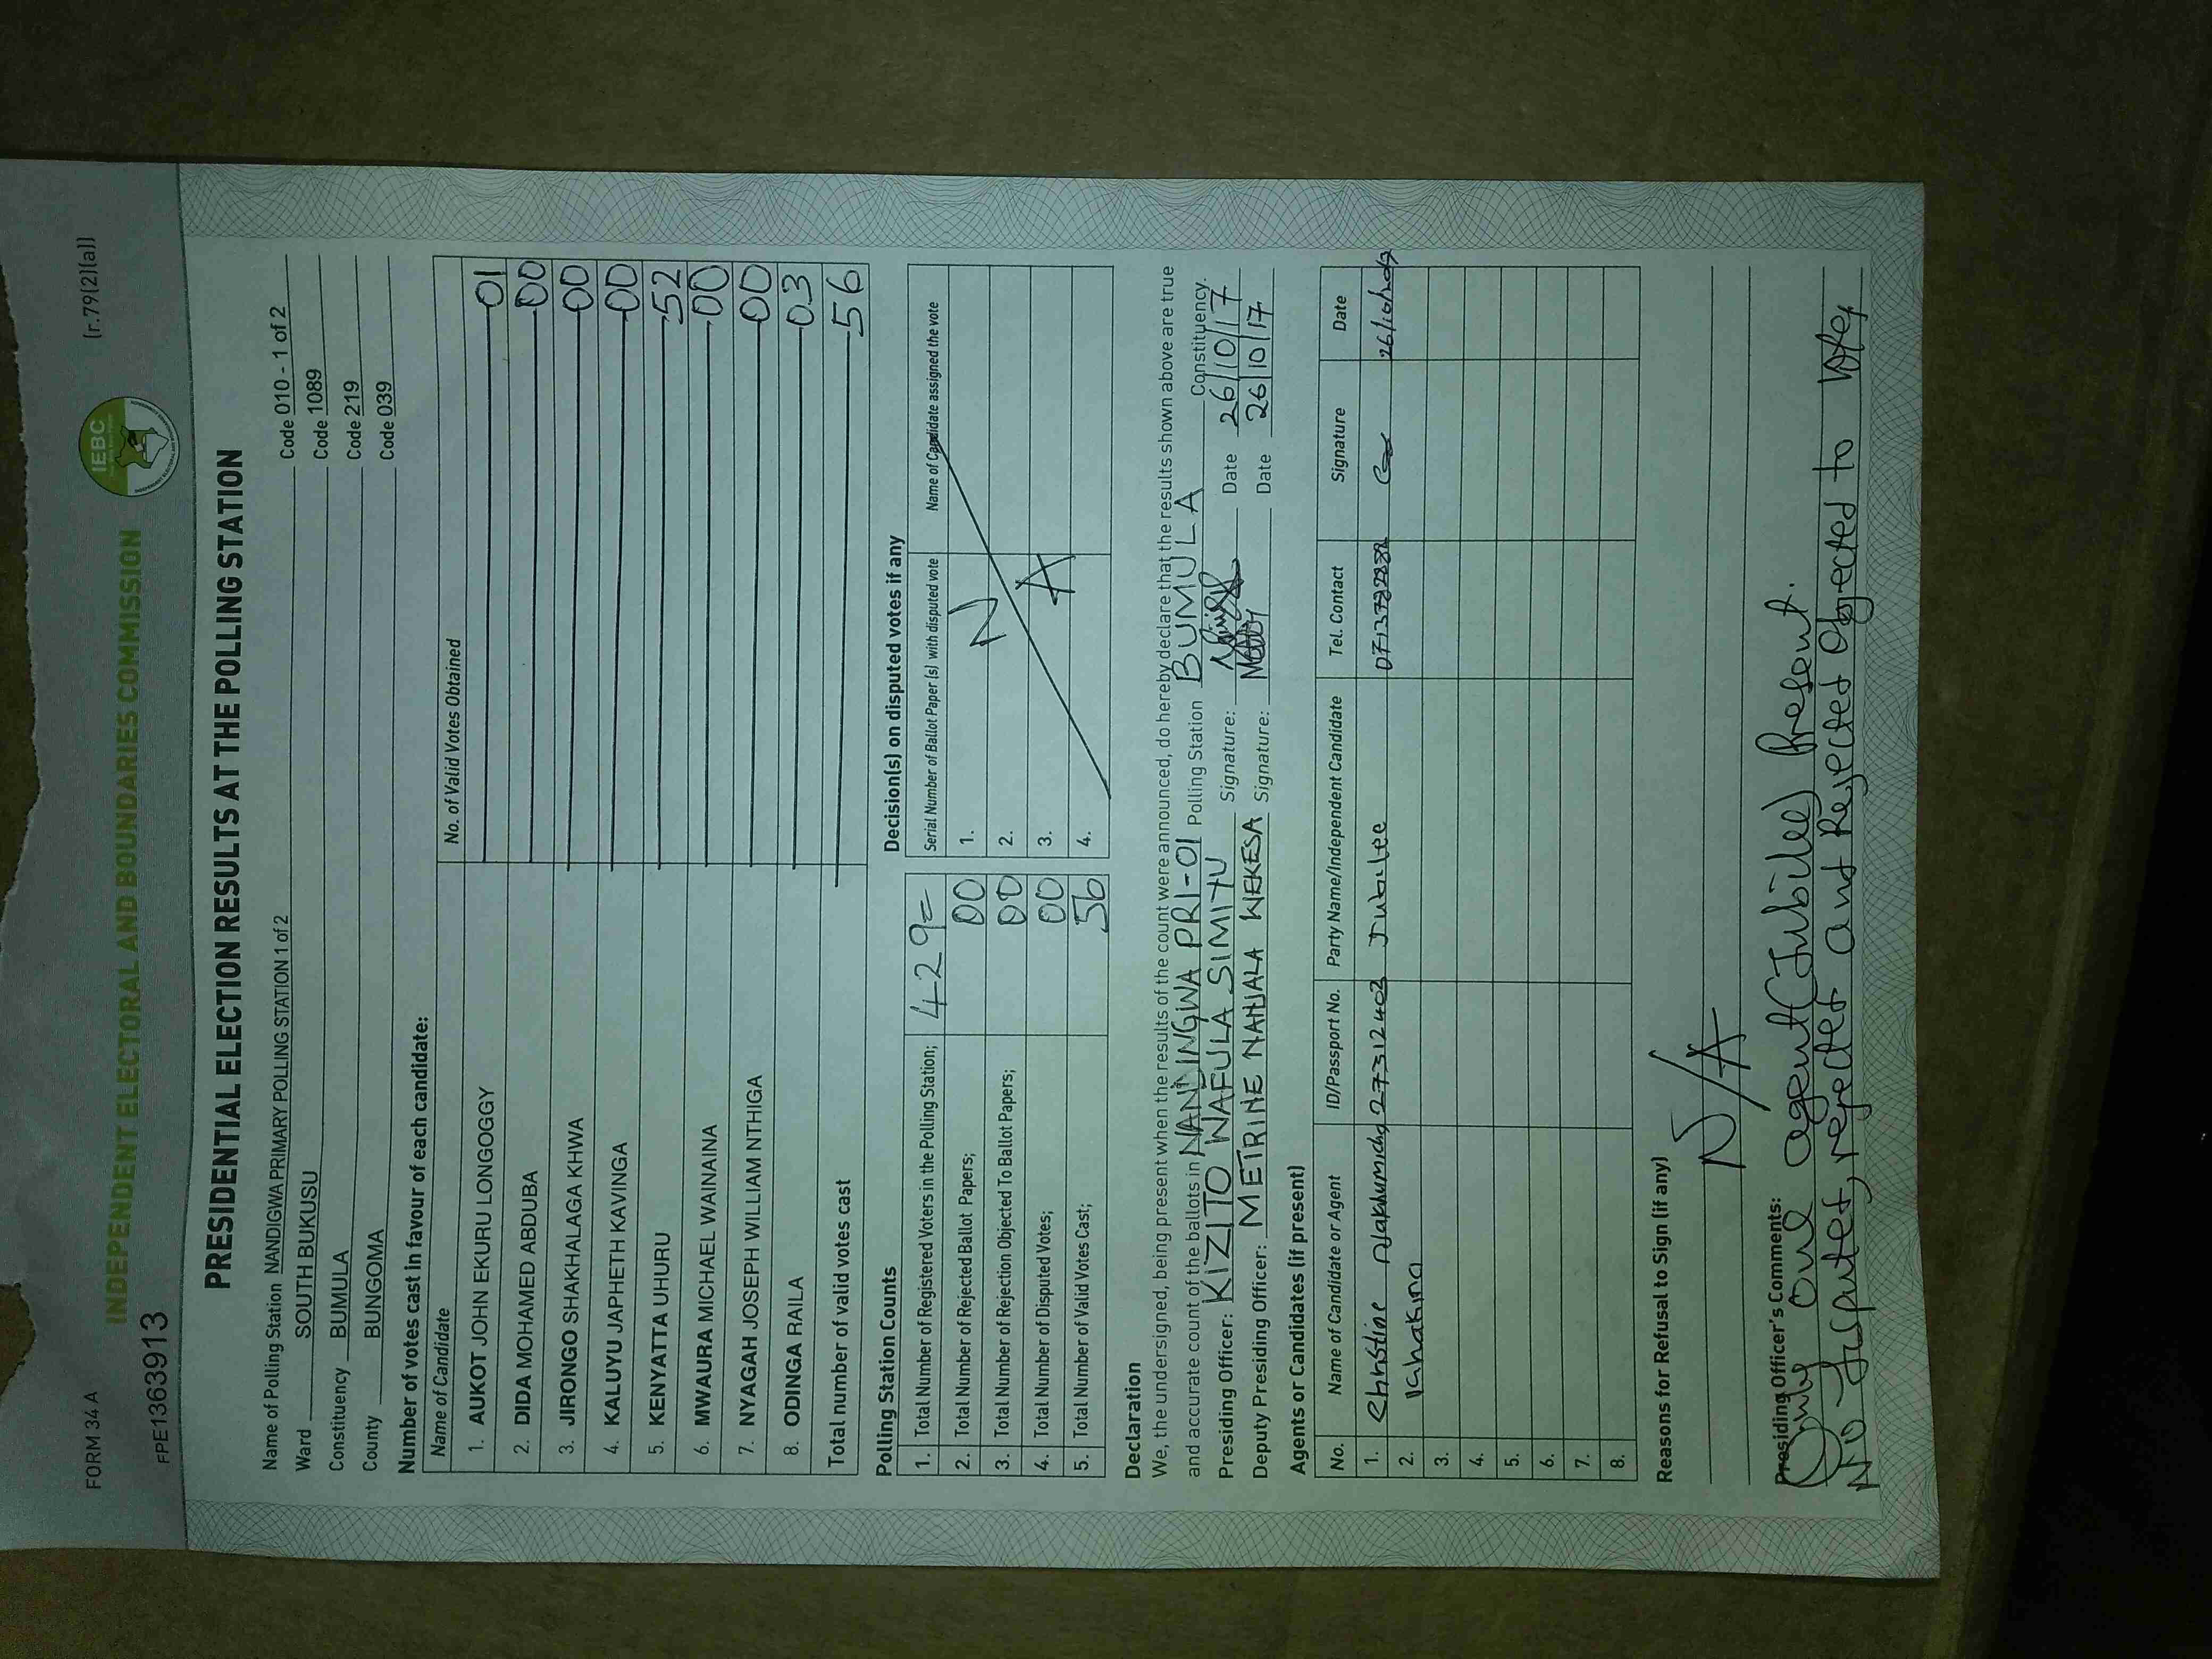 FORM 34 A
[r.79(2)(a)]
INDEPENDENT ELECTORAL AND BOUNDARIES COMMISSION
IEBC
FPE1363913
PRESIDENTIAL ELECTION RESULTS AT THE POLLING STATION
Name of Polling Station NANDIGWA PRIMARY POLLING STATION 1 of 2 Code 010 - 1 of 2
Ward SOUTH BUKUSU Code 1089
Constituency BUMULA Code 219
County BUNGOMA Code 039
Number of votes cast in favour of each candidate:
Name of Candidate No. of Valid Votes Obtained
1. AUKOT JOHN EKURU LONGOGGY 01
2. DIDA MOHAMED ABDUBA 00
3. JIRONGO SHAKHALAGA KHWA 00
4. KALUYU JAPHETH KAVINGA 00
5. KENYATTA UHURU 52
6. MWAURA MICHAEL WAINAINA 00
7. NYAGAH JOSEPH WILLIAM NTHIGA 00
8. ODINGA RAILA 03
Total number of valid votes cast 56
Polling Station Counts
1. Total Number of Registered Voters in the Polling Station; 429=
2. Total Number of Rejected Ballot Papers; 00
3. Total Number of Rejection Objected To Ballot Papers; 00
4. Total Number of Disputed Votes; 00
5. Total Number of Valid Votes Cast; 56
Decision(s) on disputed votes if any
Serial Number of Ballot Paper (s) with disputed vote Name of Candidate assigned the vote
1.
2.
3.
4.
N A
Declaration
We, the undersigned, being present when the results of the count were announced, do hereby declare that the results shown above are true
and accurate count of the ballots in NANDINGWA PRI-01 Polling Station BUMULA Constituency.
Presiding Officer: KIZITO WAFULA SIMIYU Signature: Date 26/10/17
Deputy Presiding Officer: METRINE NANJALA WEKESA Signature: Date 26/10/17
Agents or Candidates (if present)
No. Name of Candidate or Agent ID/Passport No. Party Name/Independent Candidate Tel. Contact Signature Date
1. Christine Jubilee
2.
3.
4.
5.
6.
7.
8.
Reasons for Refusal to Sign (if any)
N/A
Presiding Officer's Comments:
Only One agent (Jubilee) Present.
No disputed, rejected and Rejected Objected to